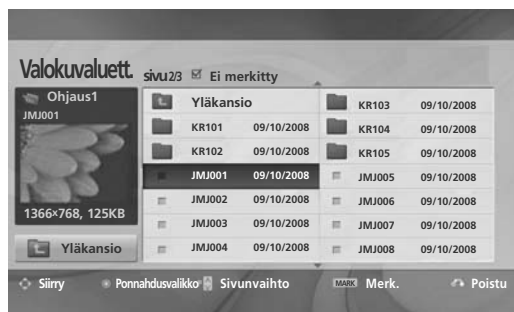 Valokuvaluett. sivu 2/3 Ei merkitty
Ohjaus1
JMJ001
1366×768, 125KB
Yläkansio
Yläkansio
KR101 09/10/2008
KR102 09/10/2008
JMJ001 09/10/2008
JMJ002 09/10/2008
JMJ003 09/10/2008
JMJ004 09/10/2008
KR103 09/10/2008
KR104 09/10/2008
KR105 09/10/2008
JMJ005 09/10/2008
JMJ006 09/10/2008
JMJ007 09/10/2008
JMJ008 09/10/2008
Siirry Ponnahdusvalikko Sivunvaihto MARK Merk. Poistu